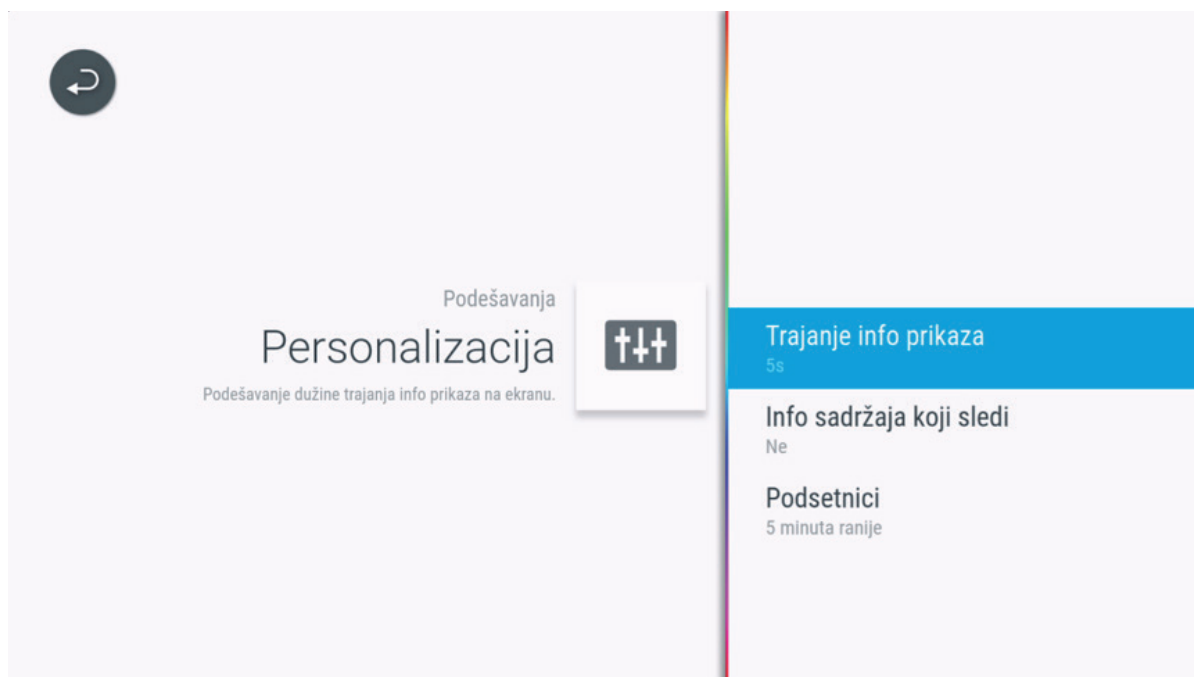 Podešavanja
Personalizacija
Podešavanje dužine trajanja info prikaza na ekranu.
Trajanje info prikaza
5s
Info sadržaja koji sledi
Ne
Podsetnici
5 minuta ranije